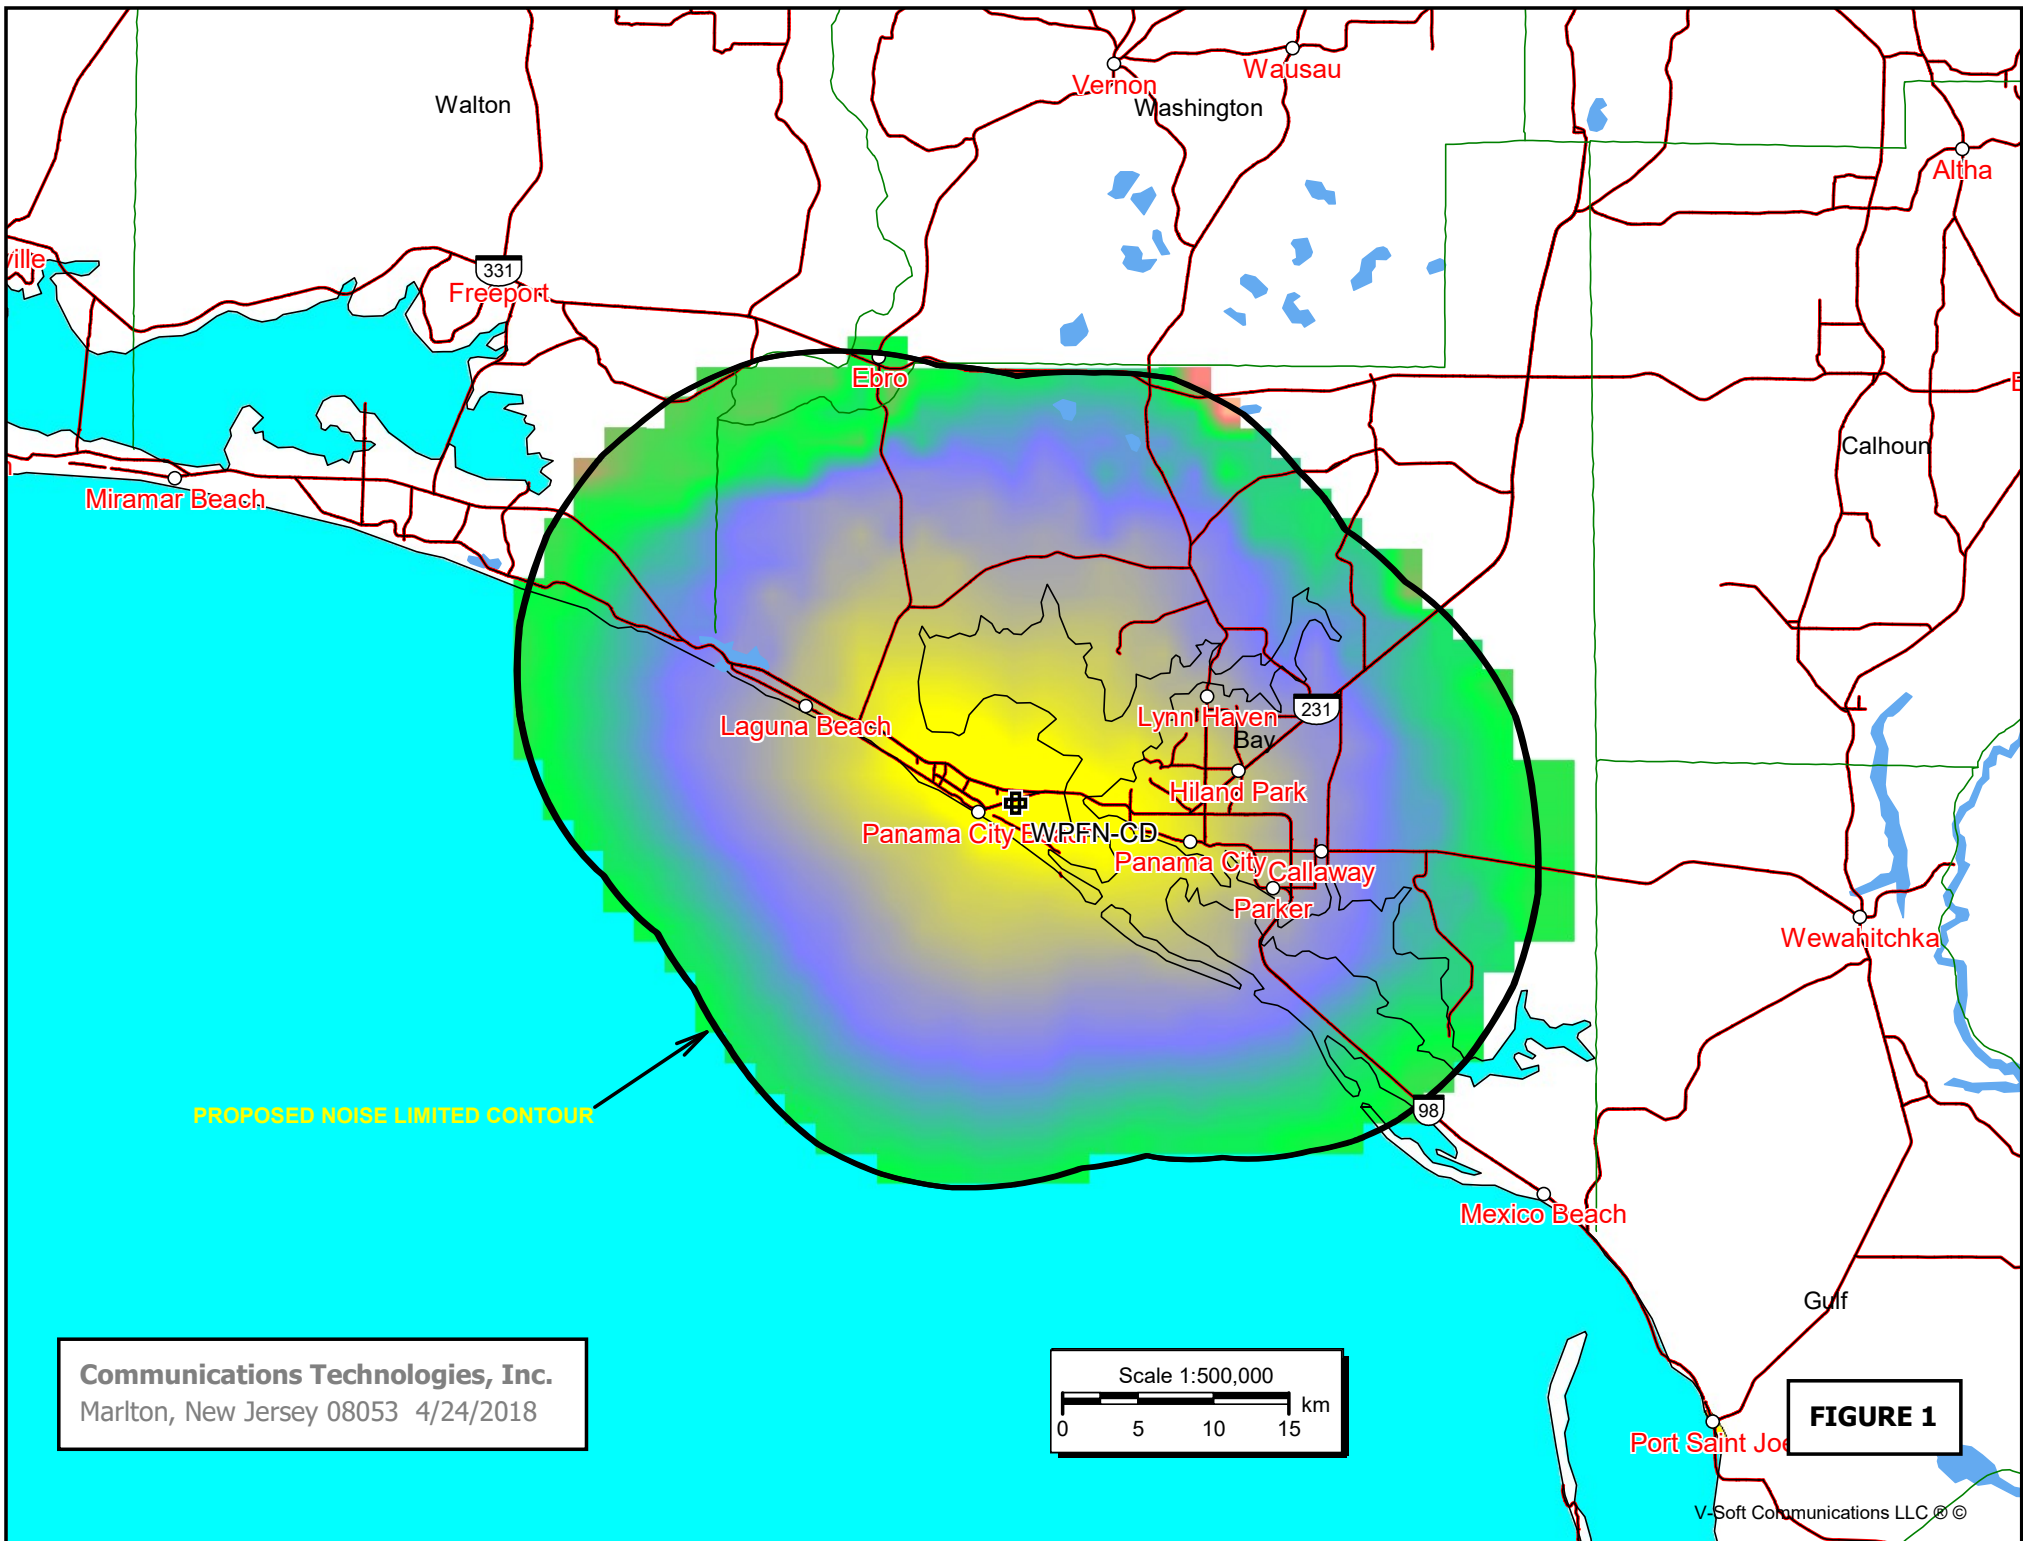 Wausau
Vernon
Walton
Washington
Altha
ville
331
Freeport
Ebro
E
Calhoun
n
Miramar Beach
Lynn Haven
231
Laguna Beach
Bay
Hiland Park
Panama City
WPFN-CD
Panama City
Callaway
Parker
Wewahitchka
PROPOSED NOISE LIMITED CONTOUR
98
Mexico Beach
Gulf
Communications Technologies, Inc.
Marlton, New Jersey 08053 4/24/2018
Scale 1:500,000
km
0 5 10 15
FIGURE 1
Port Saint Joe
V-Soft Communications LLC ® ©